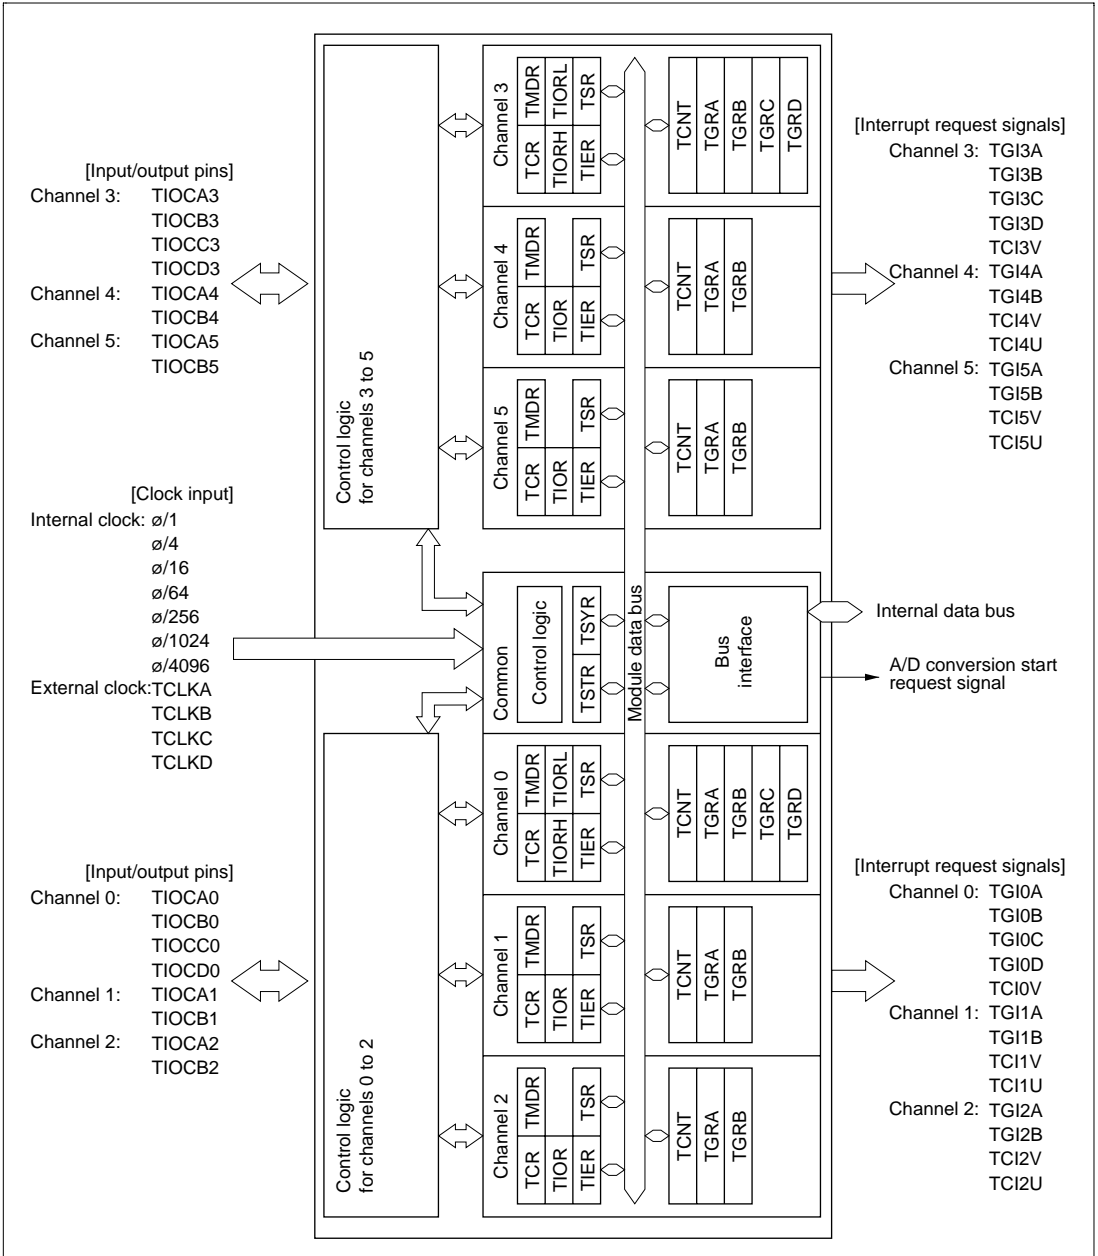 [Input/output pins]
Channel 3: TIOCA3
TIOCB3
TIOCC3
TIOCD3
Channel 4: TIOCA4
TIOCB4
Channel 5: TIOCA5
TIOCB5
[Clock input]
Internal clock: ø/1
ø/4
ø/16
ø/64
ø/256
ø/1024
ø/4096
External clock: TCLKA
TCLKB
TCLKC
TCLKD
[Input/output pins]
Channel 0: TIOCA0
TIOCB0
TIOCC0
TIOCD0
Channel 1: TIOCA1
TIOCB1
Channel 2: TIOCA2
TIOCB2
Control logic
for channels 3 to 5
Control logic
for channels 0 to 2
Channel 3
TCR TMDR
TIORH TIORL
TIER TSR
TCNT
TGRA
TGRB
TGRC
TGRD
Channel 4
TCR TMDR
TIOR
TIER TSR
TCNT
TGRA
TGRB
Channel 5
TCR TMDR
TIOR
TIER TSR
TCNT
TGRA
TGRB
Common
Control logic
TSTR TSYR
Module data bus
Bus
interface
Channel 0
TCR TMDR
TIORH TIORL
TIER TSR
TCNT
TGRA
TGRB
TGRC
TGRD
Channel 1
TCR TMDR
TIOR
TIER TSR
TCNT
TGRA
TGRB
Channel 2
TCR TMDR
TIOR
TIER TSR
TCNT
TGRA
TGRB
[Interrupt request signals]
Channel 3: TGI3A
TGI3B
TGI3C
TGI3D
TCI3V
Channel 4: TGI4A
TGI4B
TCI4V
TCI4U
Channel 5: TGI5A
TGI5B
TCI5V
TCI5U
Internal data bus
A/D conversion start
request signal
[Interrupt request signals]
Channel 0: TGI0A
TGI0B
TGI0C
TGI0D
TCI0V
Channel 1: TGI1A
TGI1B
TCI1V
TCI1U
Channel 2: TGI2A
TGI2B
TCI2V
TCI2U